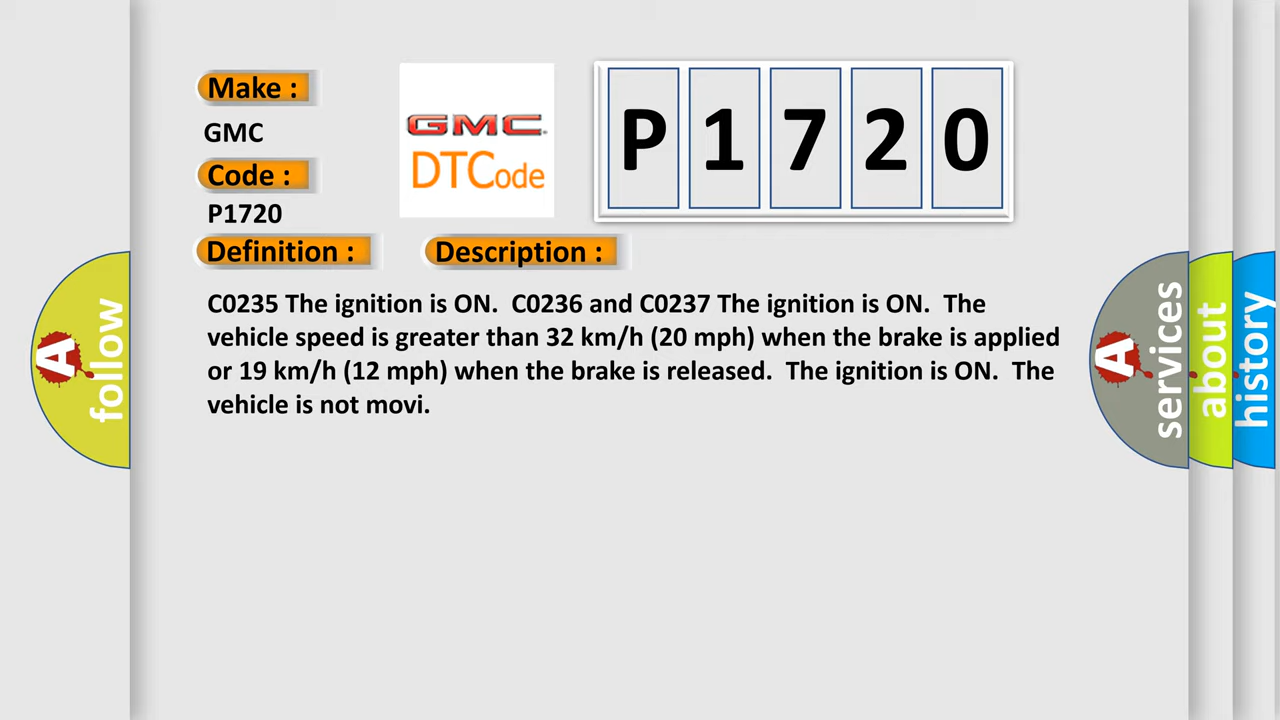 Make :
GMC
Code :
P1720
GMC
DTCode
P 1 7 2 0
Definition :
Description :
C0235 The ignition is ON.  C0236 and C0237 The ignition is ON.  The
vehicle speed is greater than 32 km/h (20 mph) when the brake is applied
or 19 km/h (12 mph) when the brake is released.  The ignition is ON.  The
vehicle is not movi.
A
follow
A
services
about
history